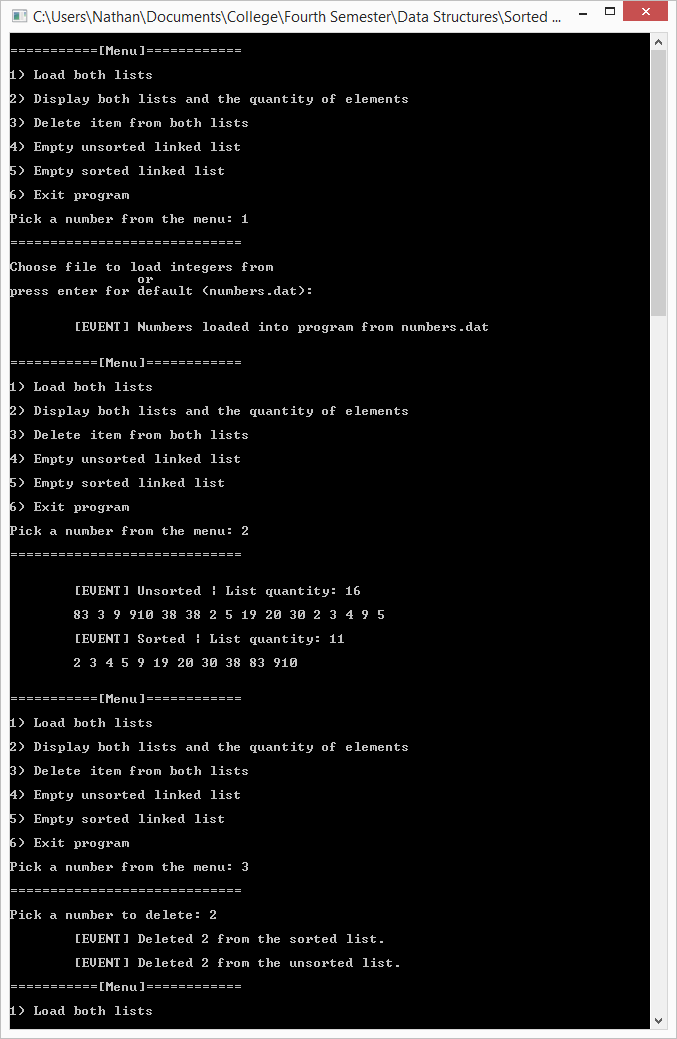 C:\Users\Nathan\Documents\College\Fourth Semester\Data Structures\Sorted ...
===========[Menu]============
1) Load both lists
2) Display both lists and the quantity of elements
3) Delete item from both lists
4) Empty unsorted linked list
5) Empty sorted linked list
6) Exit program
Pick a number from the menu: 1
=============================
Choose file to load integers from
or
press enter for default (numbers.dat):
[EVENT] Numbers loaded into program from numbers.dat
===========[Menu]============
1) Load both lists
2) Display both lists and the quantity of elements
3) Delete item from both lists
4) Empty unsorted linked list
5) Empty sorted linked list
6) Exit program
Pick a number from the menu: 2
=============================
[EVENT] Unsorted ¦ List quantity: 16
83 3 9 910 38 38 2 5 19 20 30 2 3 4 9 5
[EVENT] Sorted ¦ List quantity: 11
2 3 4 5 9 19 20 30 38 83 910
===========[Menu]============
1) Load both lists
2) Display both lists and the quantity of elements
3) Delete item from both lists
4) Empty unsorted linked list
5) Empty sorted linked list
6) Exit program
Pick a number from the menu: 3
=============================
Pick a number to delete: 2
[EVENT] Deleted 2 from the sorted list.
[EVENT] Deleted 2 from the unsorted list.
===========[Menu]============
1) Load both lists